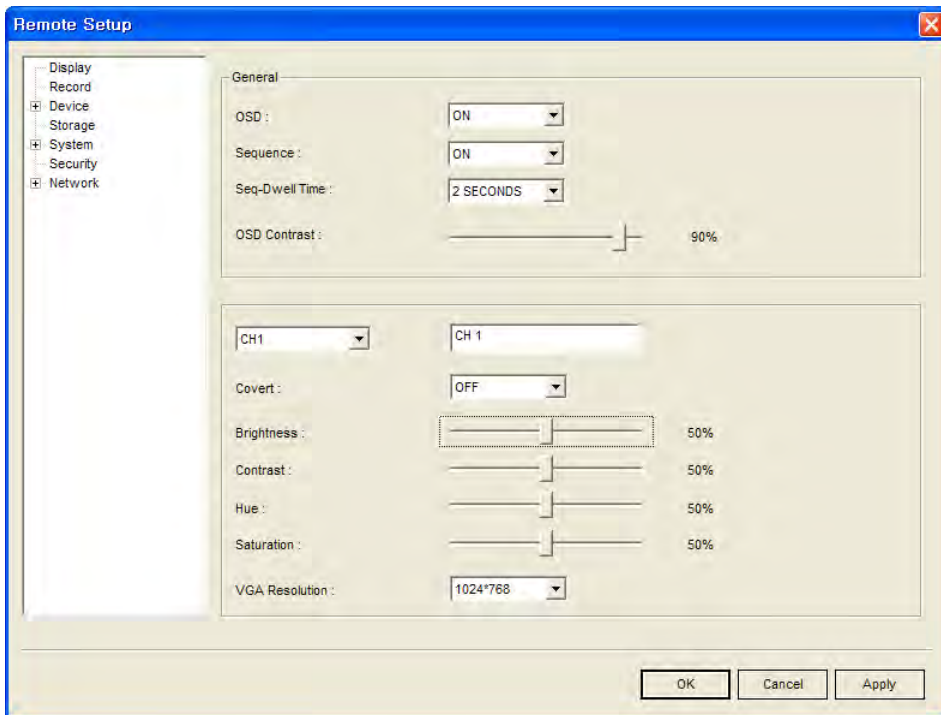 Remote Setup
Display
Record
Device
Storage
System
Security
Network
General
OSD : ON
Sequence : ON
Seq-Dwell Time : 2 SECONDS
OSD Contrast : 90%
CH1 CH 1
Covert : OFF
Brightness : 50%
Contrast : 50%
Hue : 50%
Saturation : 50%
VGA Resolution : 1024*768
OK Cancel Apply